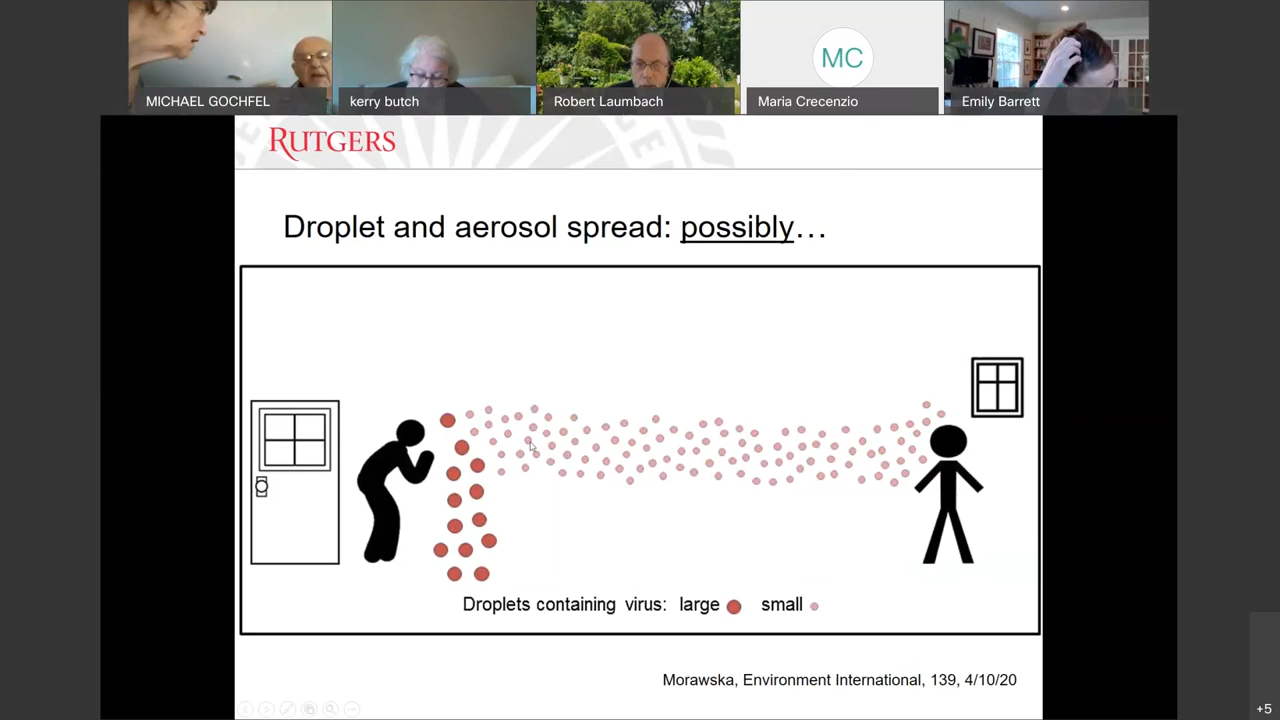 MICHAEL GOCHFEL
kerry butch
Robert Laumbach
MC
Maria Crecenzio
Emily Barrett
RUTGERS
Droplet and aerosol spread: possibly...
Droplets containing virus: large small
Morawska, Environment International, 139, 4/10/20
+5